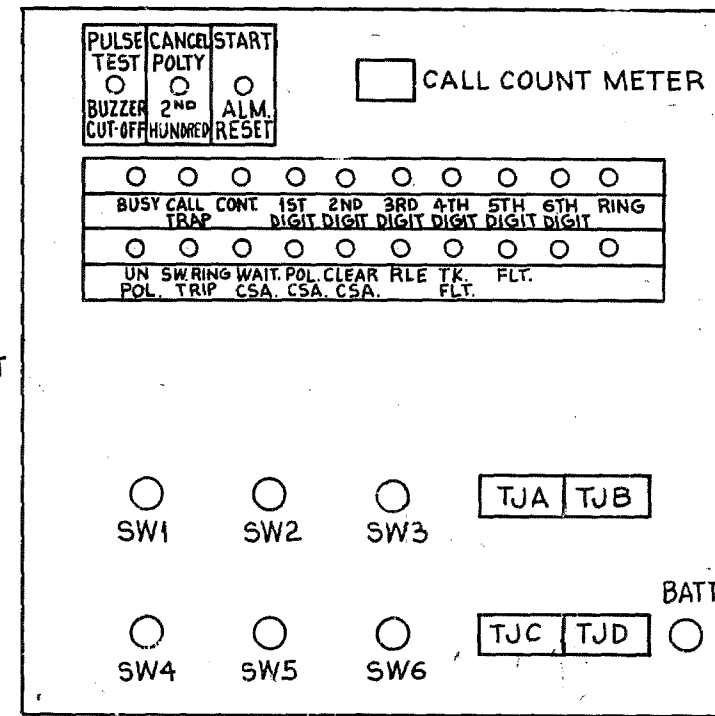 PULSE CANCEL START
TEST POLTY
BUZZER 2ND ALM.
CUT-OFF HUNDRED RESET
CALL COUNT METER
BUSY CALL CONT. 1ST 2ND 3RD 4TH 5TH 6TH RING
TRAP DIGIT DIGIT DIGIT DIGIT DIGIT DIGIT
UN SW.RING WAIT. POL. CLEAR RLE TK. FLT.
POL. TRIP CSA. CSA. CSA. FLT.
T
SW1 SW2 SW3 TJA TJB
BATT
SW4 SW5 SW6 TJC TJD